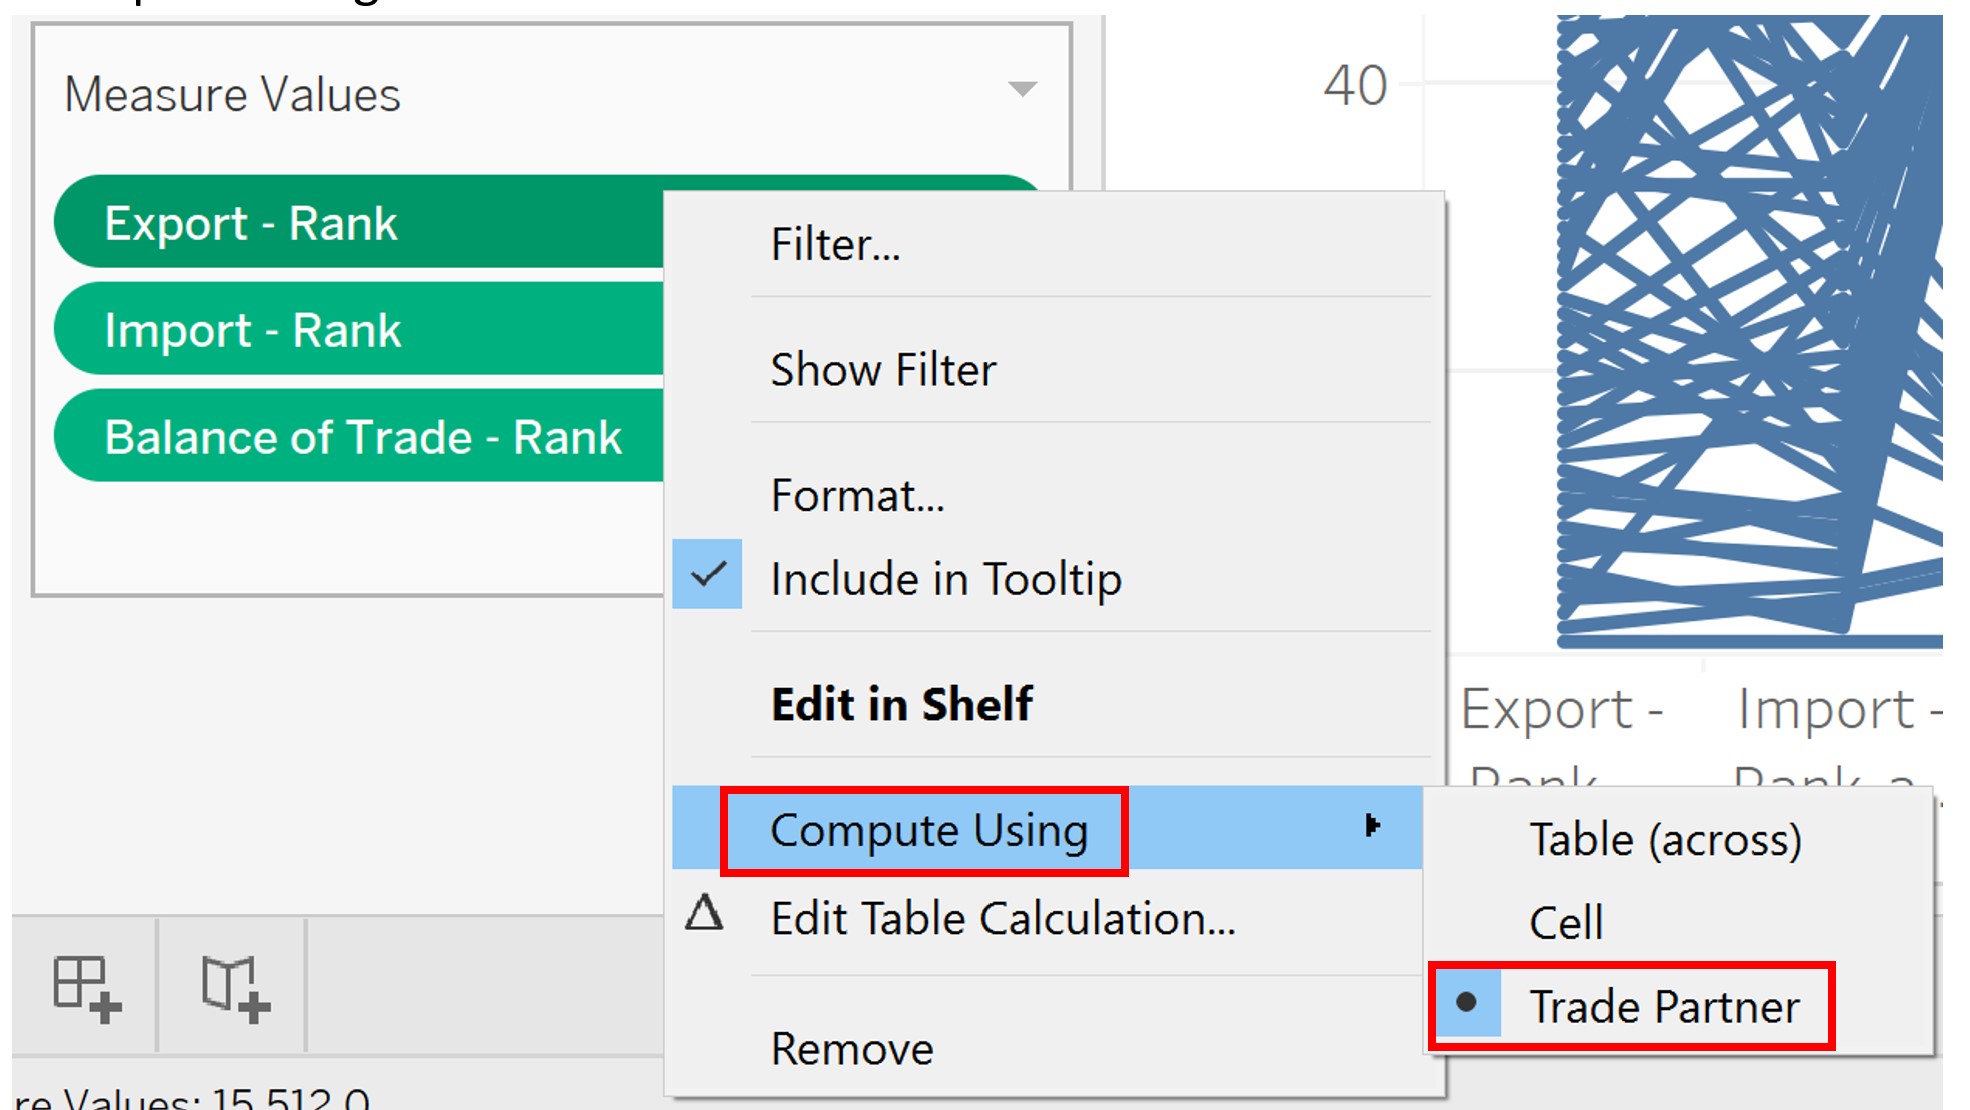 Measure Values
Export - Rank
Import - Rank
Balance of Trade - Rank
Filter...
Show Filter
Format...
Include in Tooltip
Edit in Shelf
Compute Using
Edit Table Calculation...
Remove
Table (across)
Cell
Trade Partner
40
Export -
Rank
Import -
Rank
re Values: 15,512.0